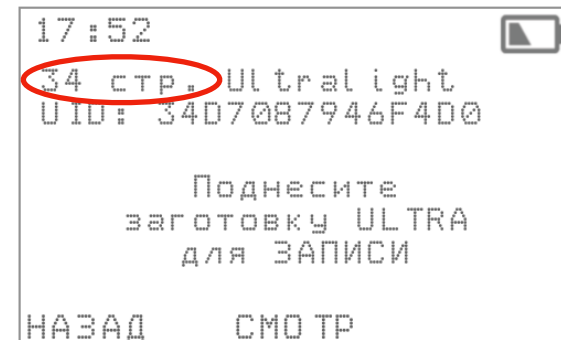 17:52
34 стр. Ultralight
UID: 34D7087946F4D0
Поднесите
заготовку ULTRA
для ЗАПИСИ
НАЗАД СМОТР